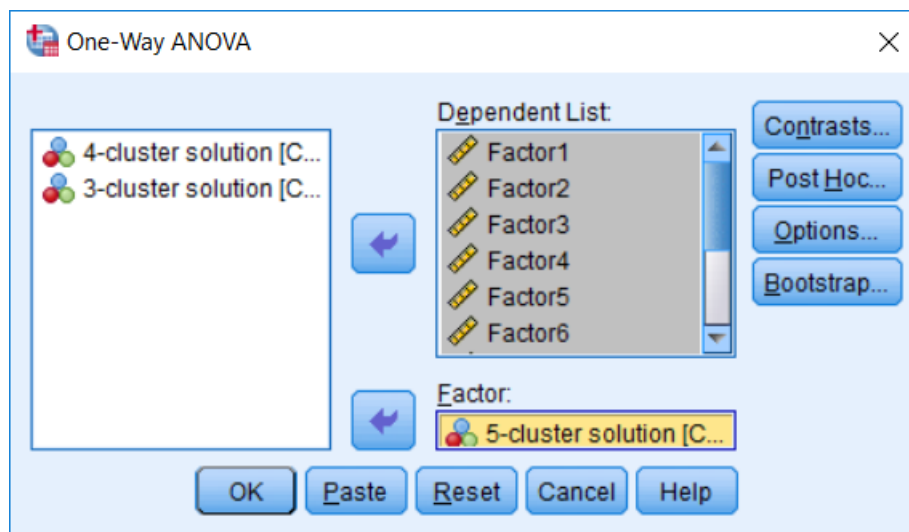 One-Way ANOVA
4-cluster solution [C...
3-cluster solution [C...
Dependent List:
Factor1
Factor2
Factor3
Factor4
Factor5
Factor6
Factor:
5-cluster solution [C...
Contrasts...
Post Hoc...
Options...
Bootstrap...
OK Paste Reset Cancel Help